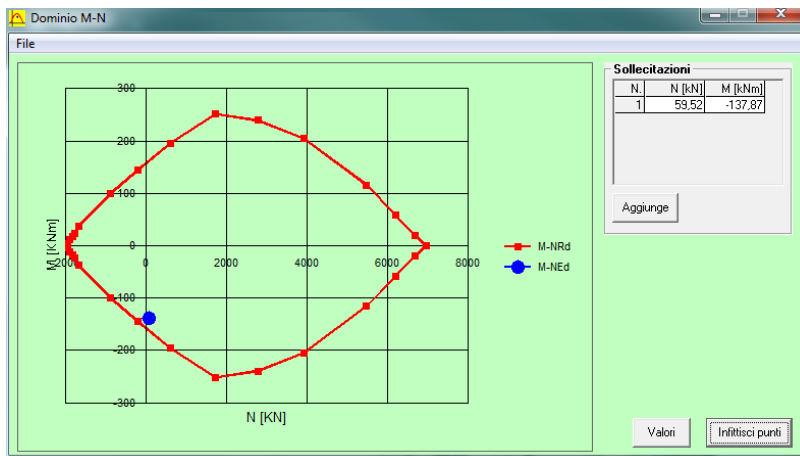 Dominio M-N
File
300
200
100
0
-100
-200
-300
-2000
0
2000
4000
6000
8000
M [KNm]
N [KN]
M-NRd
M-NEd
Sollecitazioni
N. N [kN] M [kNm]
1 59,52 -137,87
Aggiunge
Valori
Infittisci punti